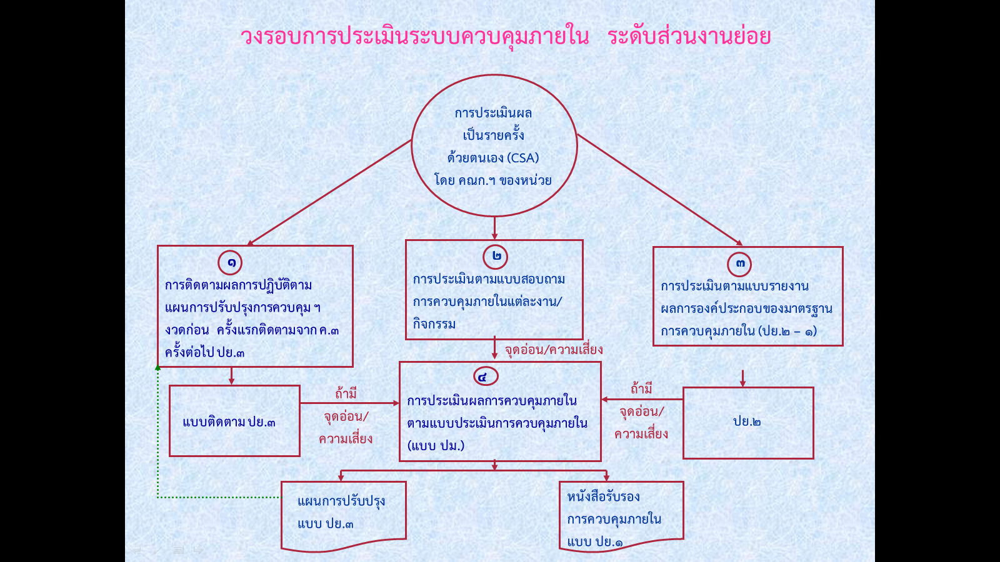 วงรอบการประเมินระบบควบคุมภายใน ระดับส่วนงานย่อย
การประเมินผล
เป็นรายครั้ง
ด้วยตนเอง (CSA)
โดย คณก.ฯ ของหน่วย
๑
การติดตามผลการปฏิบัติตาม
แผนการปรับปรุงการควบคุม ฯ
งวดก่อน ครั้งแรกติดตามจาก ค.๓
ครั้งต่อไป ปย.๓
๒
การประเมินตามแบบสอบถาม
การควบคุมภายในแต่ละงาน/
กิจกรรม
๓
การประเมินตามแบบรายงาน
ผลการองค์ประกอบของมาตรฐาน
การควบคุมภายใน (ปย.๒ – ๑)
จุดอ่อน/ความเสี่ยง
แบบติดตาม ปย.๓
ถ้ามี
จุดอ่อน/
ความเสี่ยง
๔
การประเมินผลการควบคุมภายใน
ตามแบบประเมินการควบคุมภายใน
(แบบ ปม.)
ถ้ามี
จุดอ่อน/
ความเสี่ยง
ปย.๒
แผนการปรับปรุง
แบบ ปย.๓
หนังสือรับรอง
การควบคุมภายใน
แบบ ปย.๑